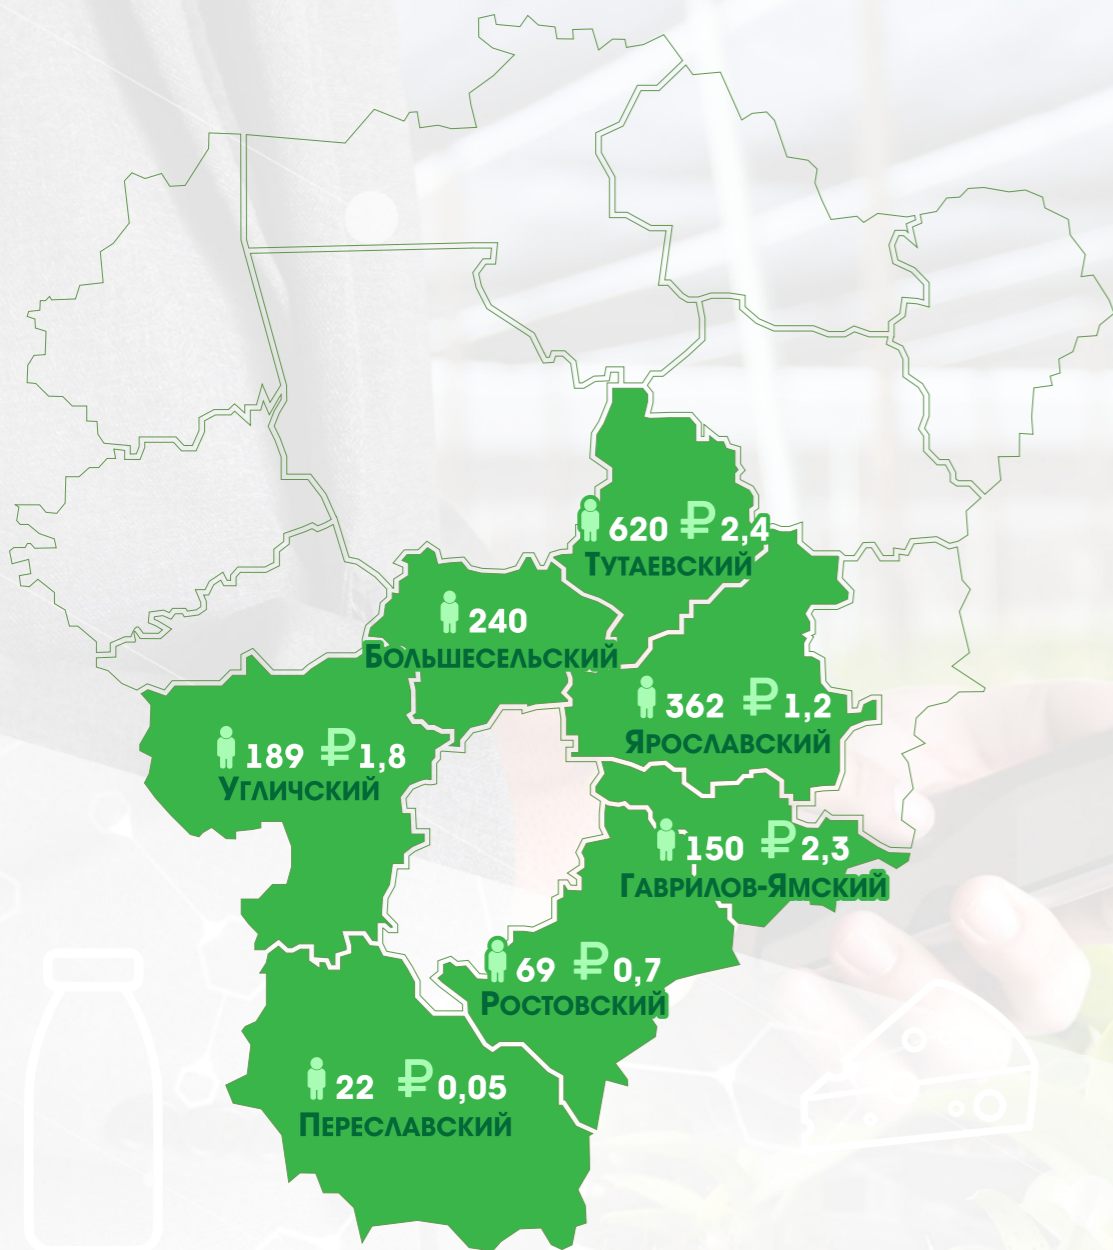 620 ₽ 2,4
ТУТАЕВСКИЙ
240
БОЛЬШЕСЕЛЬСКИЙ
362 ₽ 1,2
ЯРОСЛАВСКИЙ
189 ₽ 1,8
УГЛИЧСКИЙ
150 ₽ 2,3
ГАВРИЛОВ-ЯМСКИЙ
69 ₽ 0,7
РОСТОВСКИЙ
22 ₽ 0,05
ПЕРЕСЛАВСКИЙ